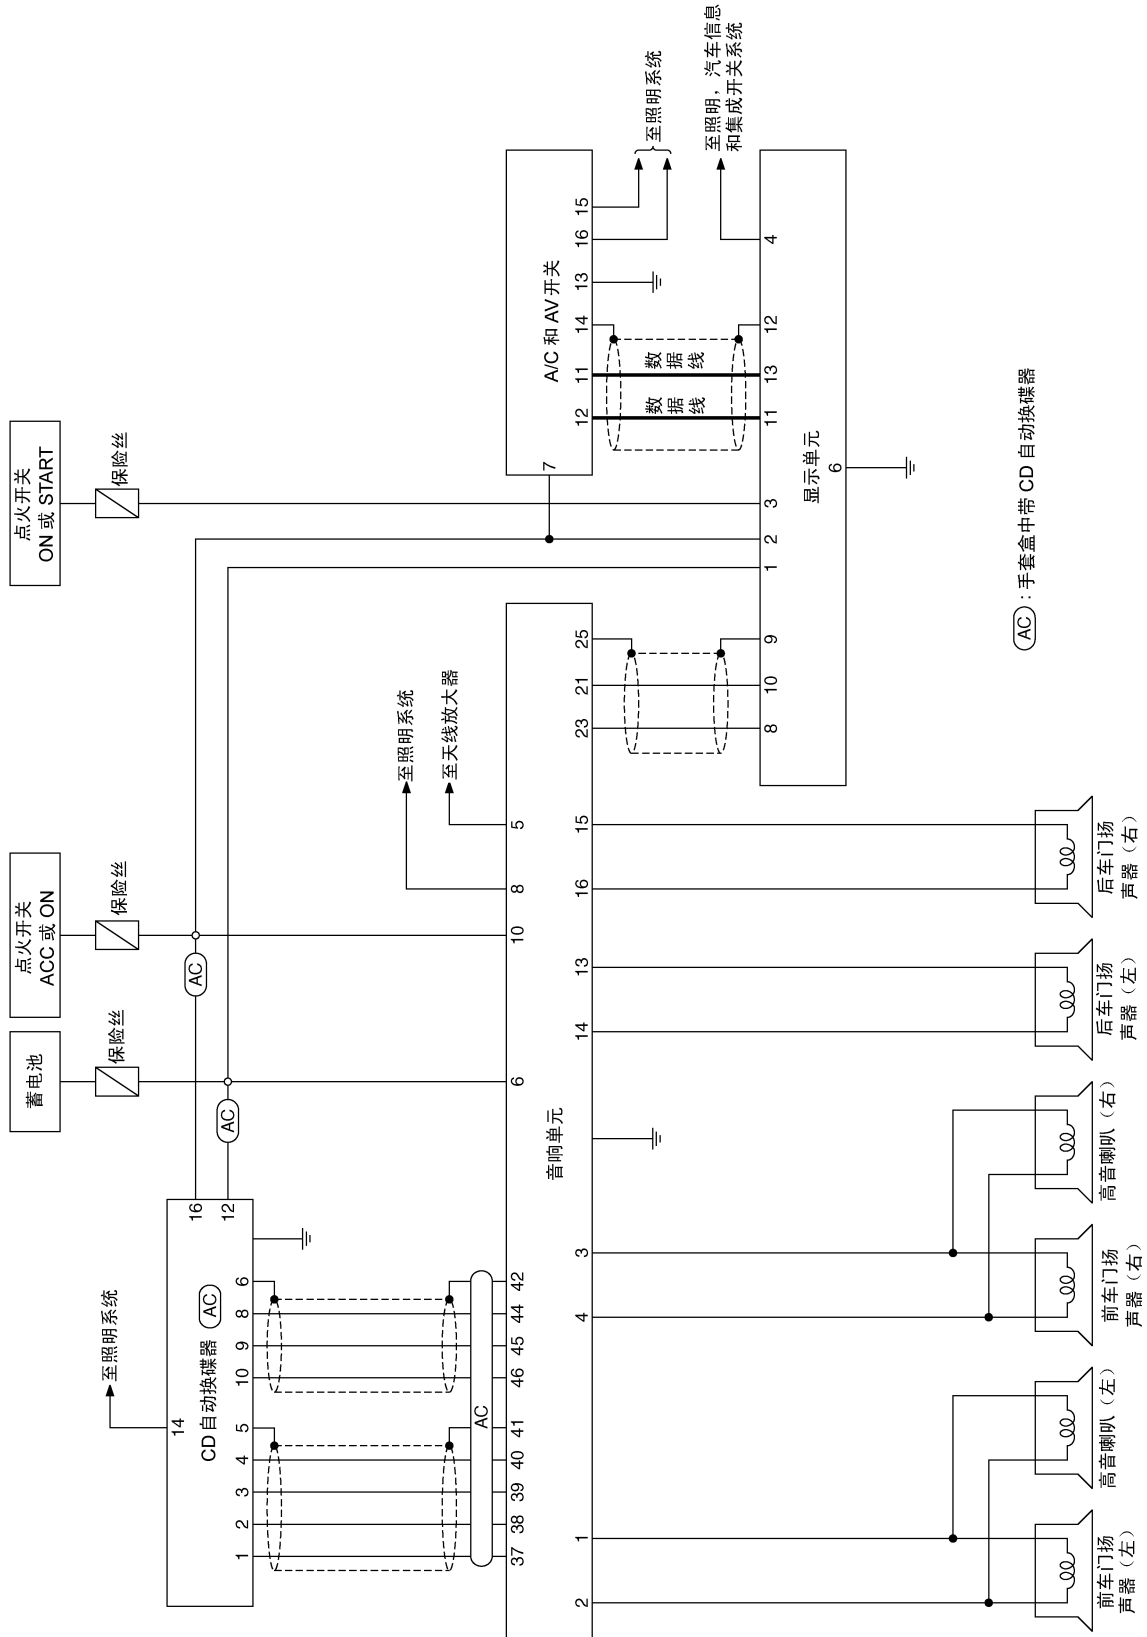 蓄电池
保险丝
点火开关
ACC 或 ON
保险丝
点火开关
ON 或 START
保险丝
至照明系统
14
CD 自动换碟器 AC
16
12
1
2
3
4
5
10
9
8
6
AC
AC
AC
37
38
39
40
41
46
45
44
42
6
10
8
5
至照明系统
至天线放大器
音响单元
2
1
4
3
14
13
16
15
23
21
25
7
A/C 和 AV 开关
12
11
14
13
16
15
数据线
数据线
至照明系统
至照明，汽车信息
和集成开关系统
8
10
9
1
2
3
11
13
12
4
显示单元
6
前车门扬
声器（左）
高音喇叭（左）
前车门扬
声器（右）
高音喇叭（右）
后车门扬
声器（左）
后车门扬
声器（右）
AC：手套盒中带 CD 自动换碟器